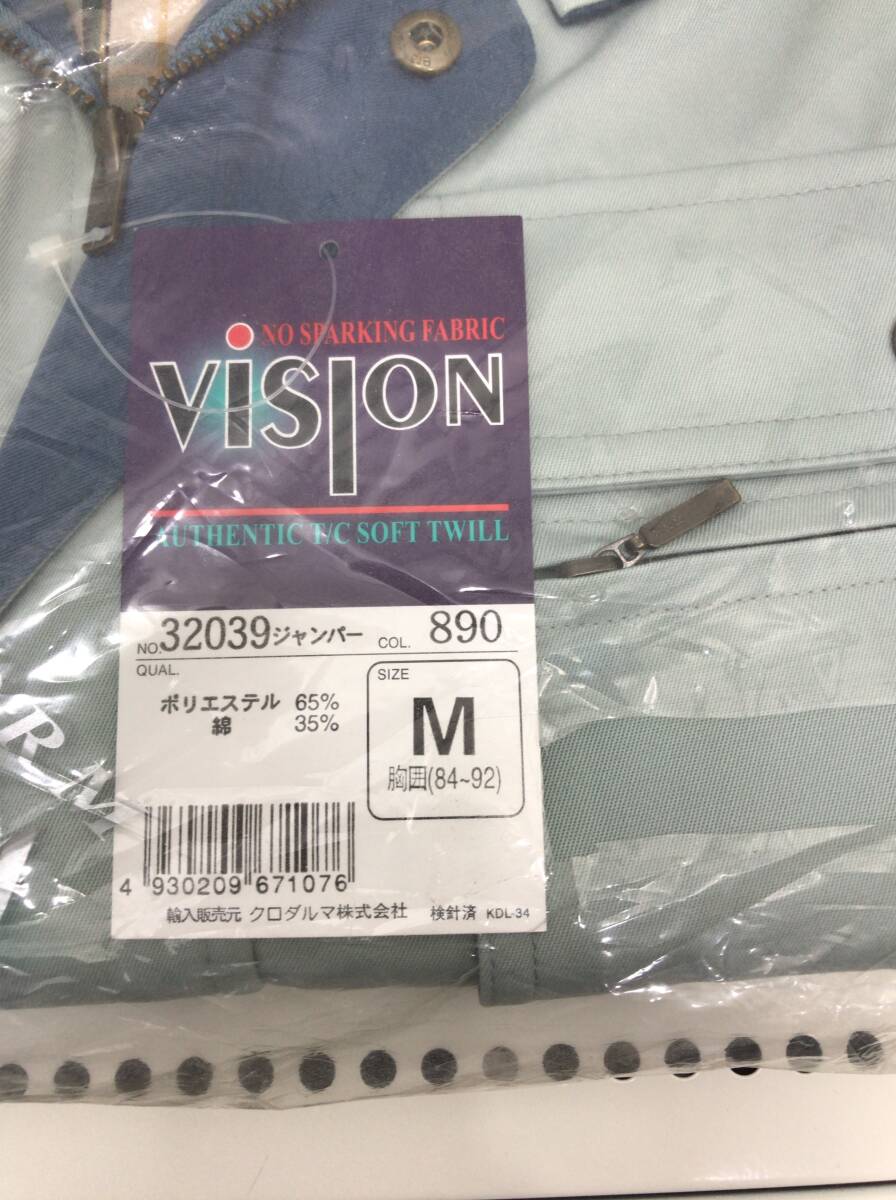 NO SPARKING FABRIC
ViSION
AUTHENTIC T/C SOFT TWILL
NO.32039ジャンパー COL. 890
QUAL.
ポリエステル 65%
綿 35%
SIZE
M
胸囲(84~92)
4 930209 671076
輸入販売元 クロダルマ株式会社 検針済 KDL-34
R M